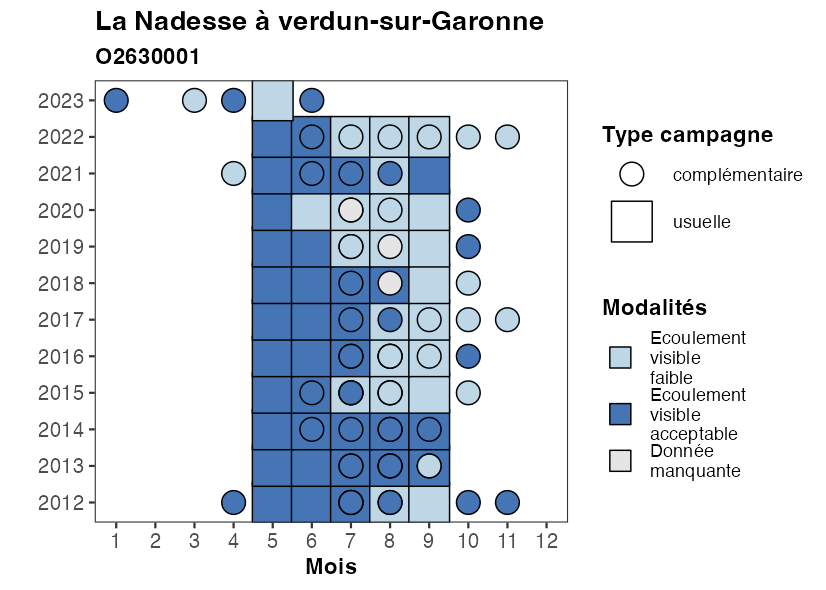 La Nadesse à verdun-sur-Garonne
O2630001
2023
2022
2021
2020
2019
2018
2017
2016
2015
2014
2013
2012
1 2 3 4 5 6 7 8 9 10 11 12
Mois
Type campagne
complémentaire
usuelle
Modalités
Ecoulement
visible
faible
Ecoulement
visible
acceptable
Donnée
manquante